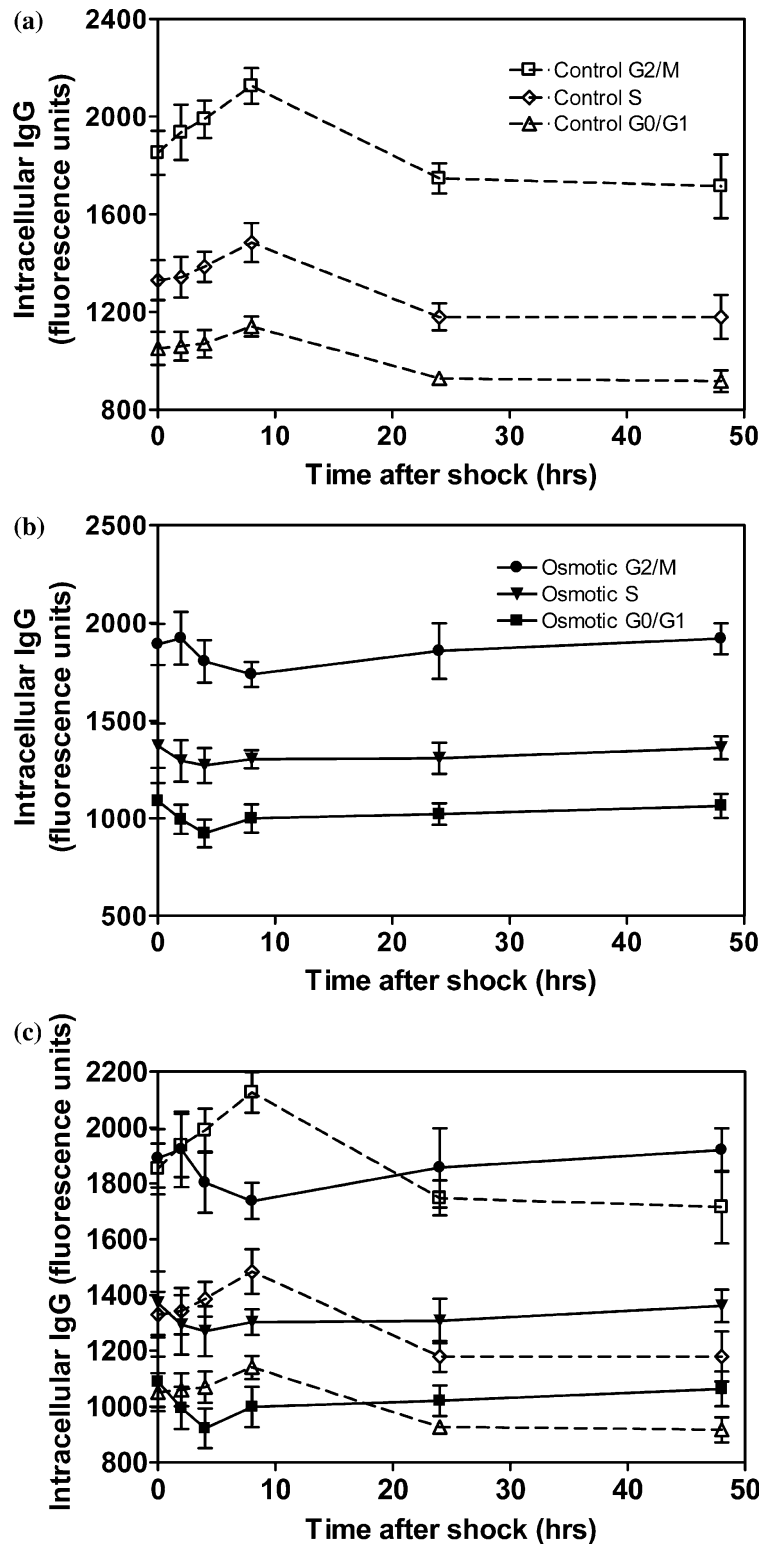 (a)
Intracellular IgG
(fluorescence units)
2400
2000
1600
1200
800
Control G2/M
Control S
Control G0/G1
0 10 20 30 40 50
Time after shock (hrs)
(b)
Intracellular IgG
(fluorescence units)
2500
2000
1500
1000
500
Osmotic G2/M
Osmotic S
Osmotic G0/G1
0 10 20 30 40 50
Time after shock (hrs)
(c)
Intracellular IgG (fluorescence units)
2200
2000
1800
1600
1400
1200
1000
800
0 10 20 30 40 50
Time after shock (hrs)